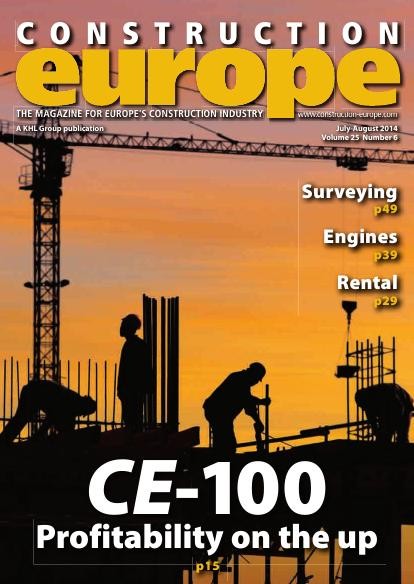 CONSTRUCTION
europe
THE MAGAZINE FOR EUROPE'S CONSTRUCTION INDUSTRY
www.construction-europe.com
A KHL Group publication
July-August 2014
Volume 25 Number 6
Surveying
p49
Engines
p39
Rental
p29
CE-100
Profitability on the up
p15